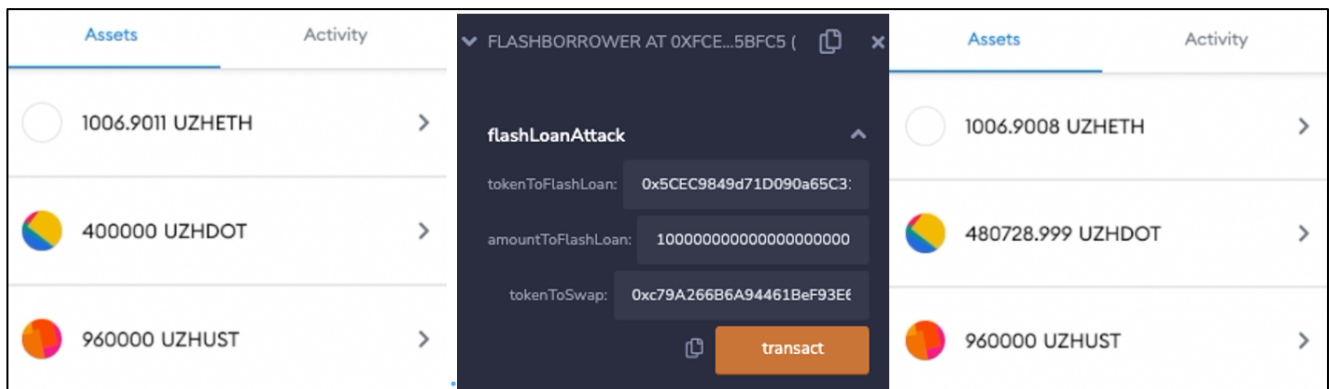 Assets
Activity
1006.9011 UZHETH
400000 UZHDOT
960000 UZHUST
FLASHBORROWER AT 0XFCE...5BFC5 (
flashLoanAttack
tokenToFlashLoan: 0x5CEC9849d71D090a65C3
amountToFlashLoan: 10000000000000000000
tokenToSwap: 0xc79A266B6A94461BeF93E6
transact
Assets
Activity
1006.9008 UZHETH
480728.999 UZHDOT
960000 UZHUST